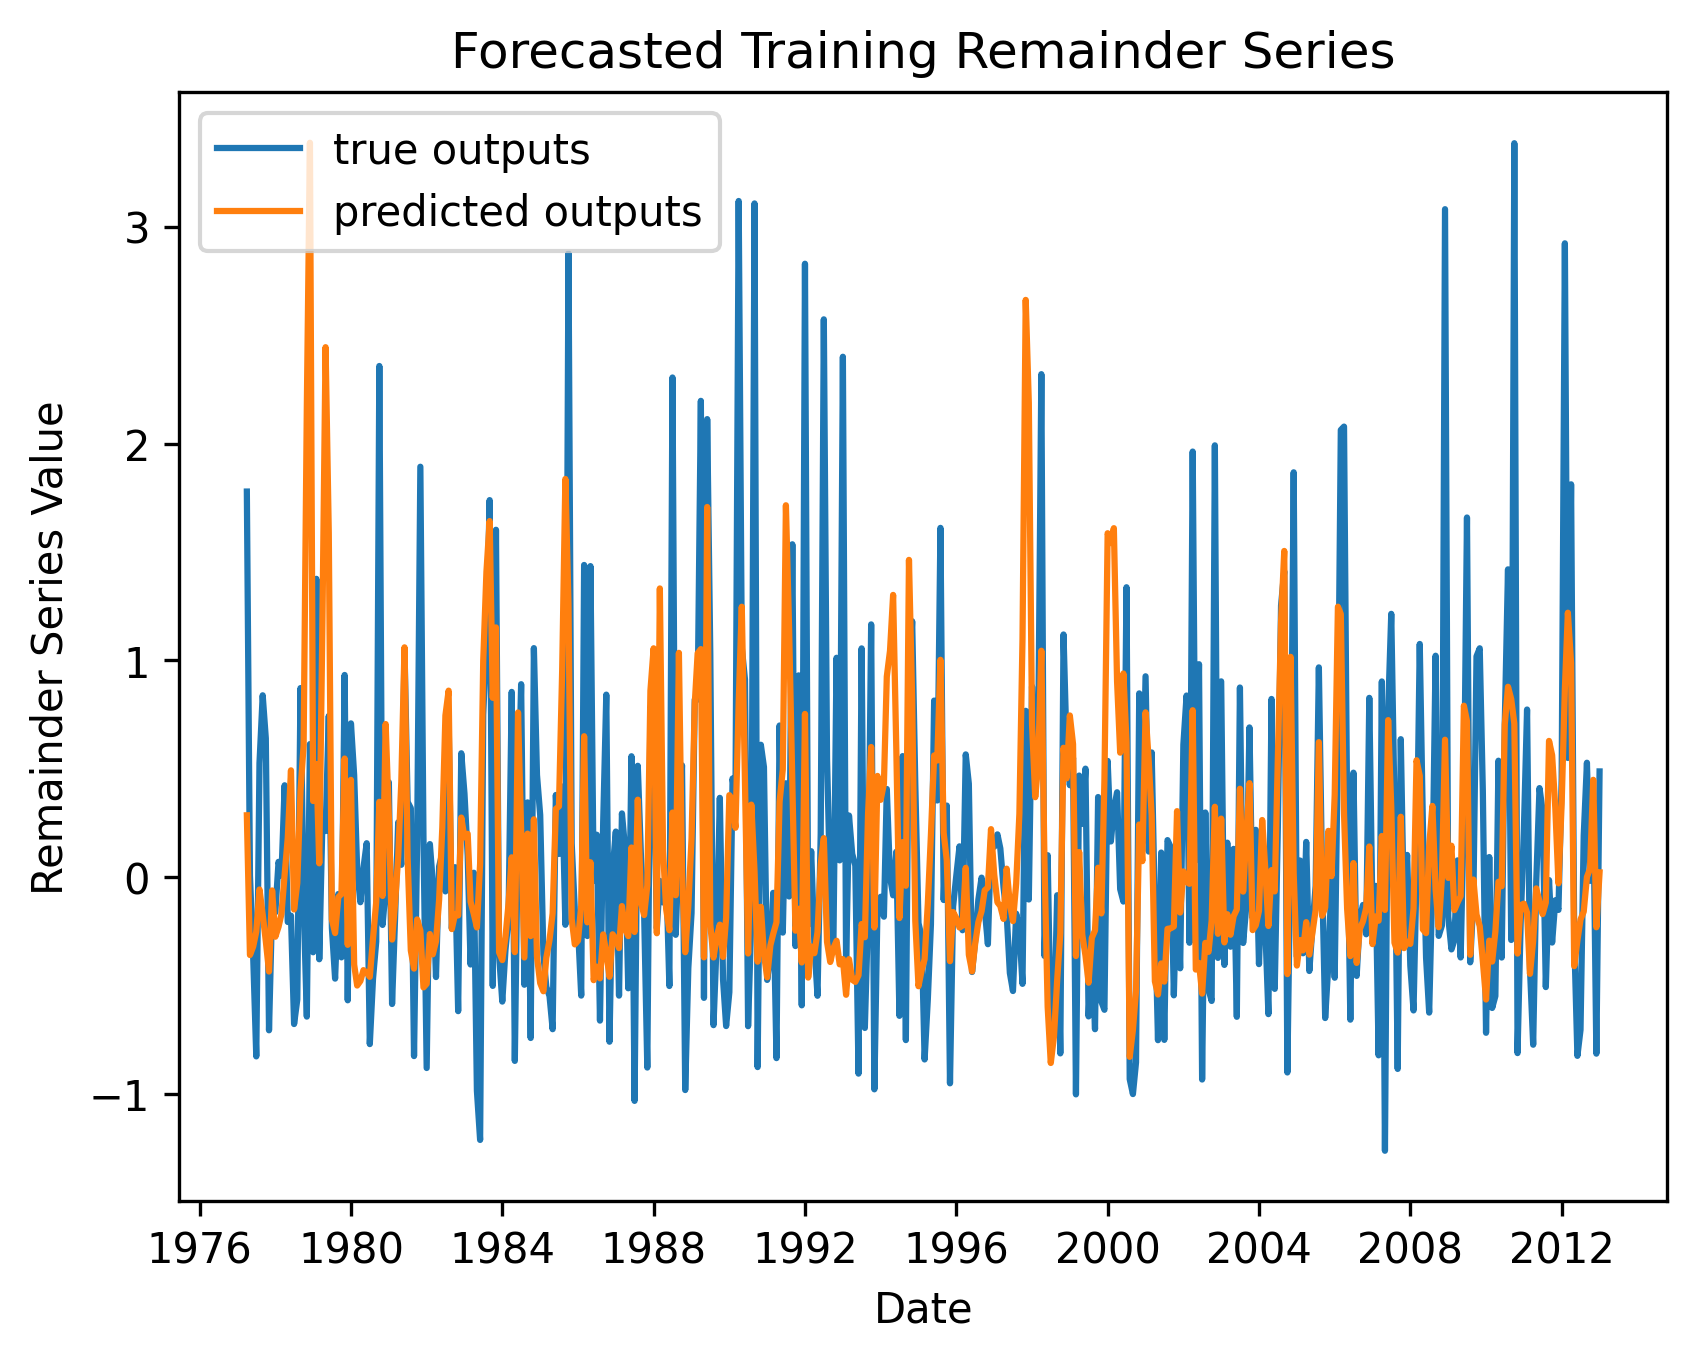 Forecasted Training Remainder Series
true outputs
predicted outputs
Remainder Series Value
3
2
1
0
−1
1976 1980 1984 1988 1992 1996 2000 2004 2008 2012
Date